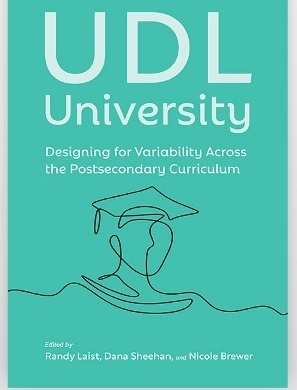 UDL
University
Designing for Variability Across
the Postsecondary Curriculum
Edited by
Randy Laist, Dana Sheehan, and Nicole Brewer